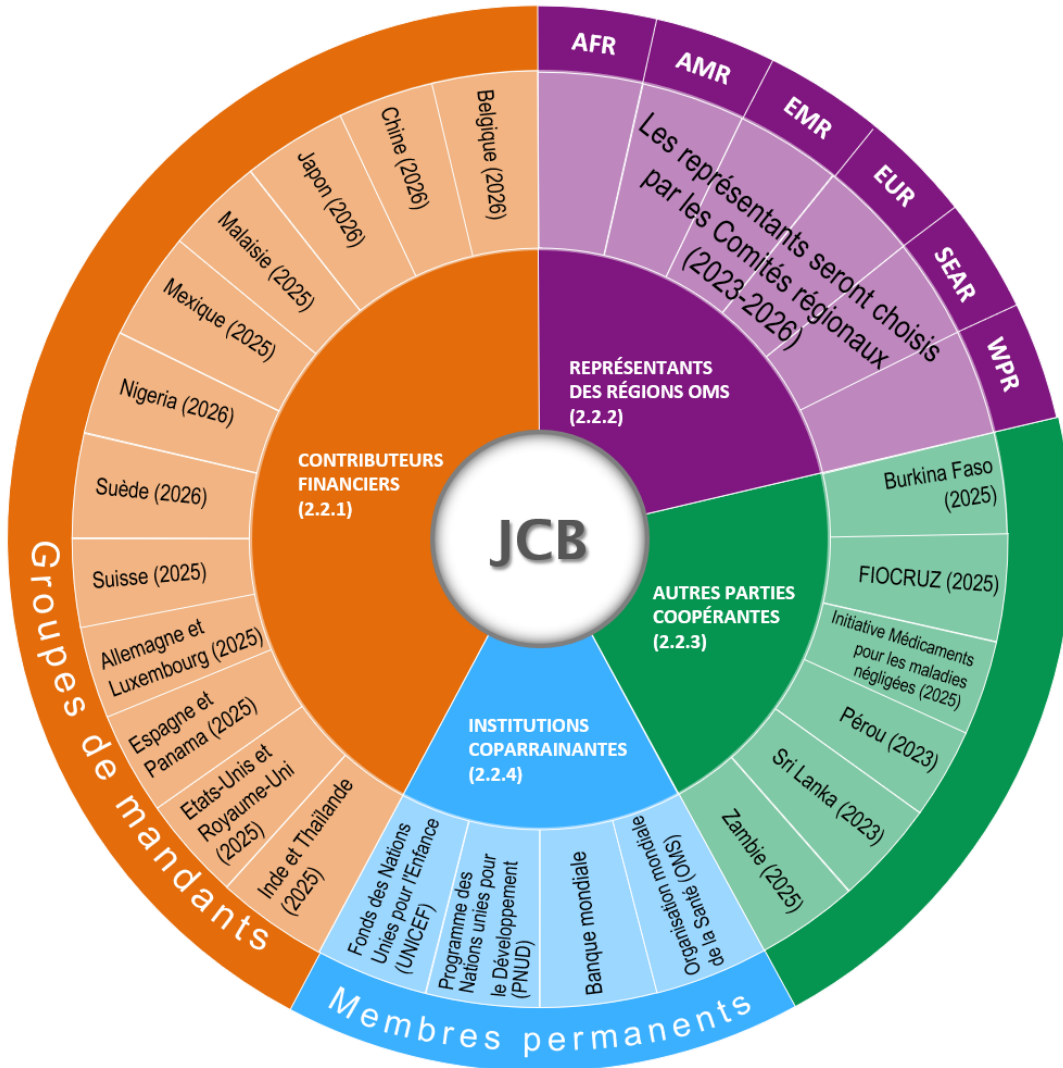 JCB
CONTRIBUTEURS
FINANCIERS
(2.2.1)
Belgique (2026)
Chine (2026)
Japon (2026)
Malaisie (2025)
Mexique (2025)
Nigeria (2026)
Suède (2026)
Suisse (2025)
Allemagne et
Luxembourg (2025)
Espagne et
Panama (2025)
Etats-Unis et
Royaume-Uni
(2025)
Inde et Thaïlande
(2025)
Groupes de mandants
REPRÉSENTANTS
DES RÉGIONS OMS
(2.2.2)
AFR
AMR
EMR
EUR
SEAR
WPR
Les représentants seront choisis
par les Comités régionaux
(2023-2026)
AUTRES PARTIES
COOPÉRANTES
(2.2.3)
Burkina Faso
(2025)
FIOCRUZ (2025)
Initiative Médicaments
pour les maladies
négligées (2025)
Pérou (2023)
Sri Lanka (2023)
Zambie (2025)
INSTITUTIONS
COPARRAINANTES
(2.2.4)
Fonds des Nations
Unies pour l'Enfance
(UNICEF)
Programme des
Nations unies pour
le Développement
(PNUD)
Banque mondiale
Organisation mondiale
de la Santé (OMS)
Membres permanents